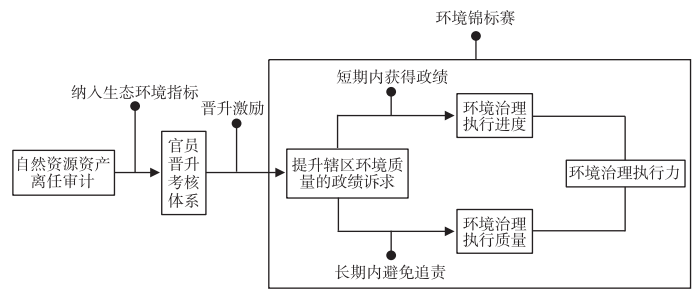 环境锦标赛
纳入生态环境指标
晋升激励
短期内获得政绩
自然资源资产
离任审计
官员
晋升
考核
体系
提升辖区环境质
量的政绩诉求
环境治理
执行进度
环境治理执行力
环境治理
执行质量
长期内避免追责